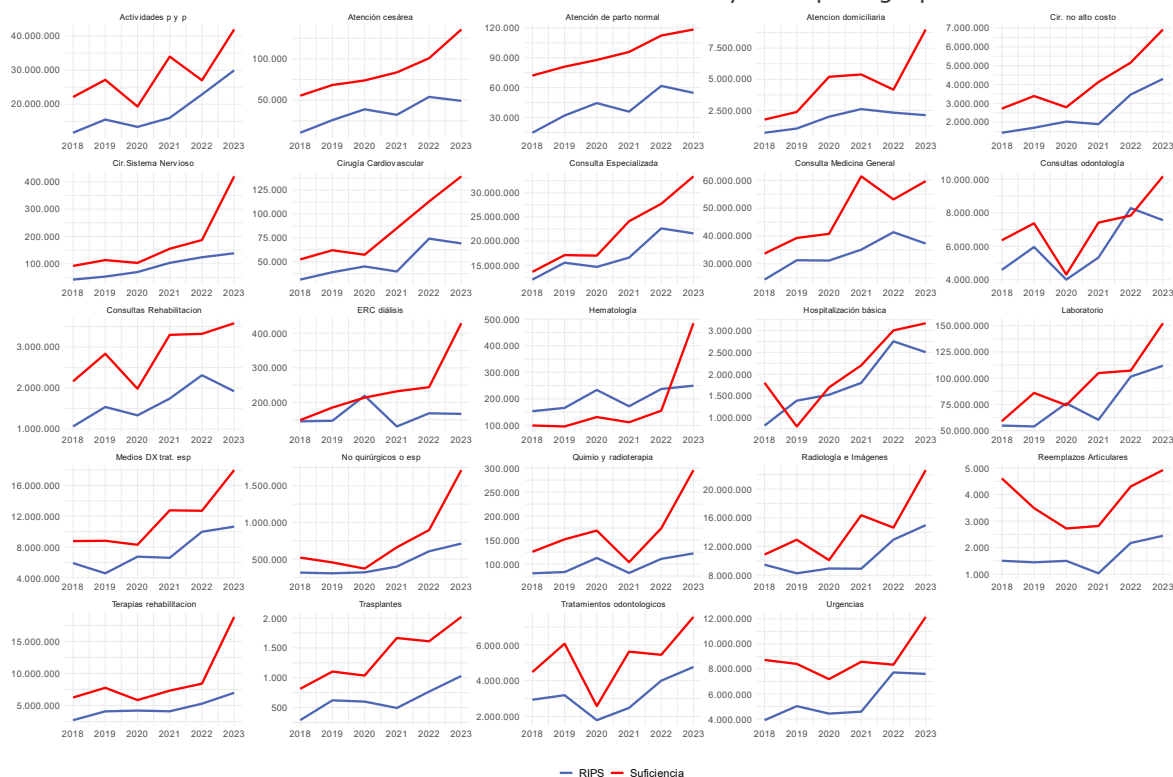 Actividades p y p
Atención cesárea
Atención de parto normal
Atencion domiciliaria
Cir. no alto costo
40.000.000
30.000.000
20.000.000
100.000
50.000
120.000
90.000
60.000
30.000
7.500.000
5.000.000
2.500.000
7.000.000
6.000.000
5.000.000
4.000.000
3.000.000
2.000.000
2018 2019 2020 2021 2022 2023
2018 2019 2020 2021 2022 2023
2018 2019 2020 2021 2022 2023
2018 2019 2020 2021 2022 2023
2018 2019 2020 2021 2022 2023
Cir.Sistema Nervioso
Cirugía Cardiovascular
Consulta Especializada
Consulta Medicina General
Consultas odontología
400.000
300.000
200.000
100.000
125.000
100.000
75.000
50.000
30.000.000
25.000.000
20.000.000
15.000.000
60.000.000
50.000.000
40.000.000
30.000.000
10.000.000
8.000.000
6.000.000
4.000.000
2018 2019 2020 2021 2022 2023
2018 2019 2020 2021 2022 2023
2018 2019 2020 2021 2022 2023
2018 2019 2020 2021 2022 2023
2018 2019 2020 2021 2022 2023
Consultas Rehabilitacion
ERC diálisis
Hematología
Hospitalización básica
Laboratorio
3.000.000
2.000.000
1.000.000
400.000
300.000
200.000
500.000
400.000
300.000
200.000
100.000
3.000.000
2.500.000
2.000.000
1.500.000
1.000.000
150.000.000
125.000.000
100.000.000
75.000.000
50.000.000
2018 2019 2020 2021 2022 2023
2018 2019 2020 2021 2022 2023
2018 2019 2020 2021 2022 2023
2018 2019 2020 2021 2022 2023
2018 2019 2020 2021 2022 2023
Medios DX trat. esp
No quirúrgicos o esp
Quimio y radioterapia
Radiología e Imágenes
Reemplazos Articulares
16.000.000
12.000.000
8.000.000
4.000.000
1.500.000
1.000.000
500.000
300.000
250.000
200.000
150.000
100.000
20.000.000
16.000.000
12.000.000
8.000.000
5.000
4.000
3.000
2.000
1.000
2018 2019 2020 2021 2022 2023
2018 2019 2020 2021 2022 2023
2018 2019 2020 2021 2022 2023
2018 2019 2020 2021 2022 2023
2018 2019 2020 2021 2022 2023
Terapias rehabilitacion
Trasplantes
Tratamientos odontologicos
Urgencias
15.000.000
10.000.000
5.000.000
2.000
1.500
1.000
500
6.000.000
4.000.000
2.000.000
12.000.000
10.000.000
8.000.000
6.000.000
4.000.000
2018 2019 2020 2021 2022 2023
2018 2019 2020 2021 2022 2023
2018 2019 2020 2021 2022 2023
2018 2019 2020 2021 2022 2023
RIPS Suficiencia